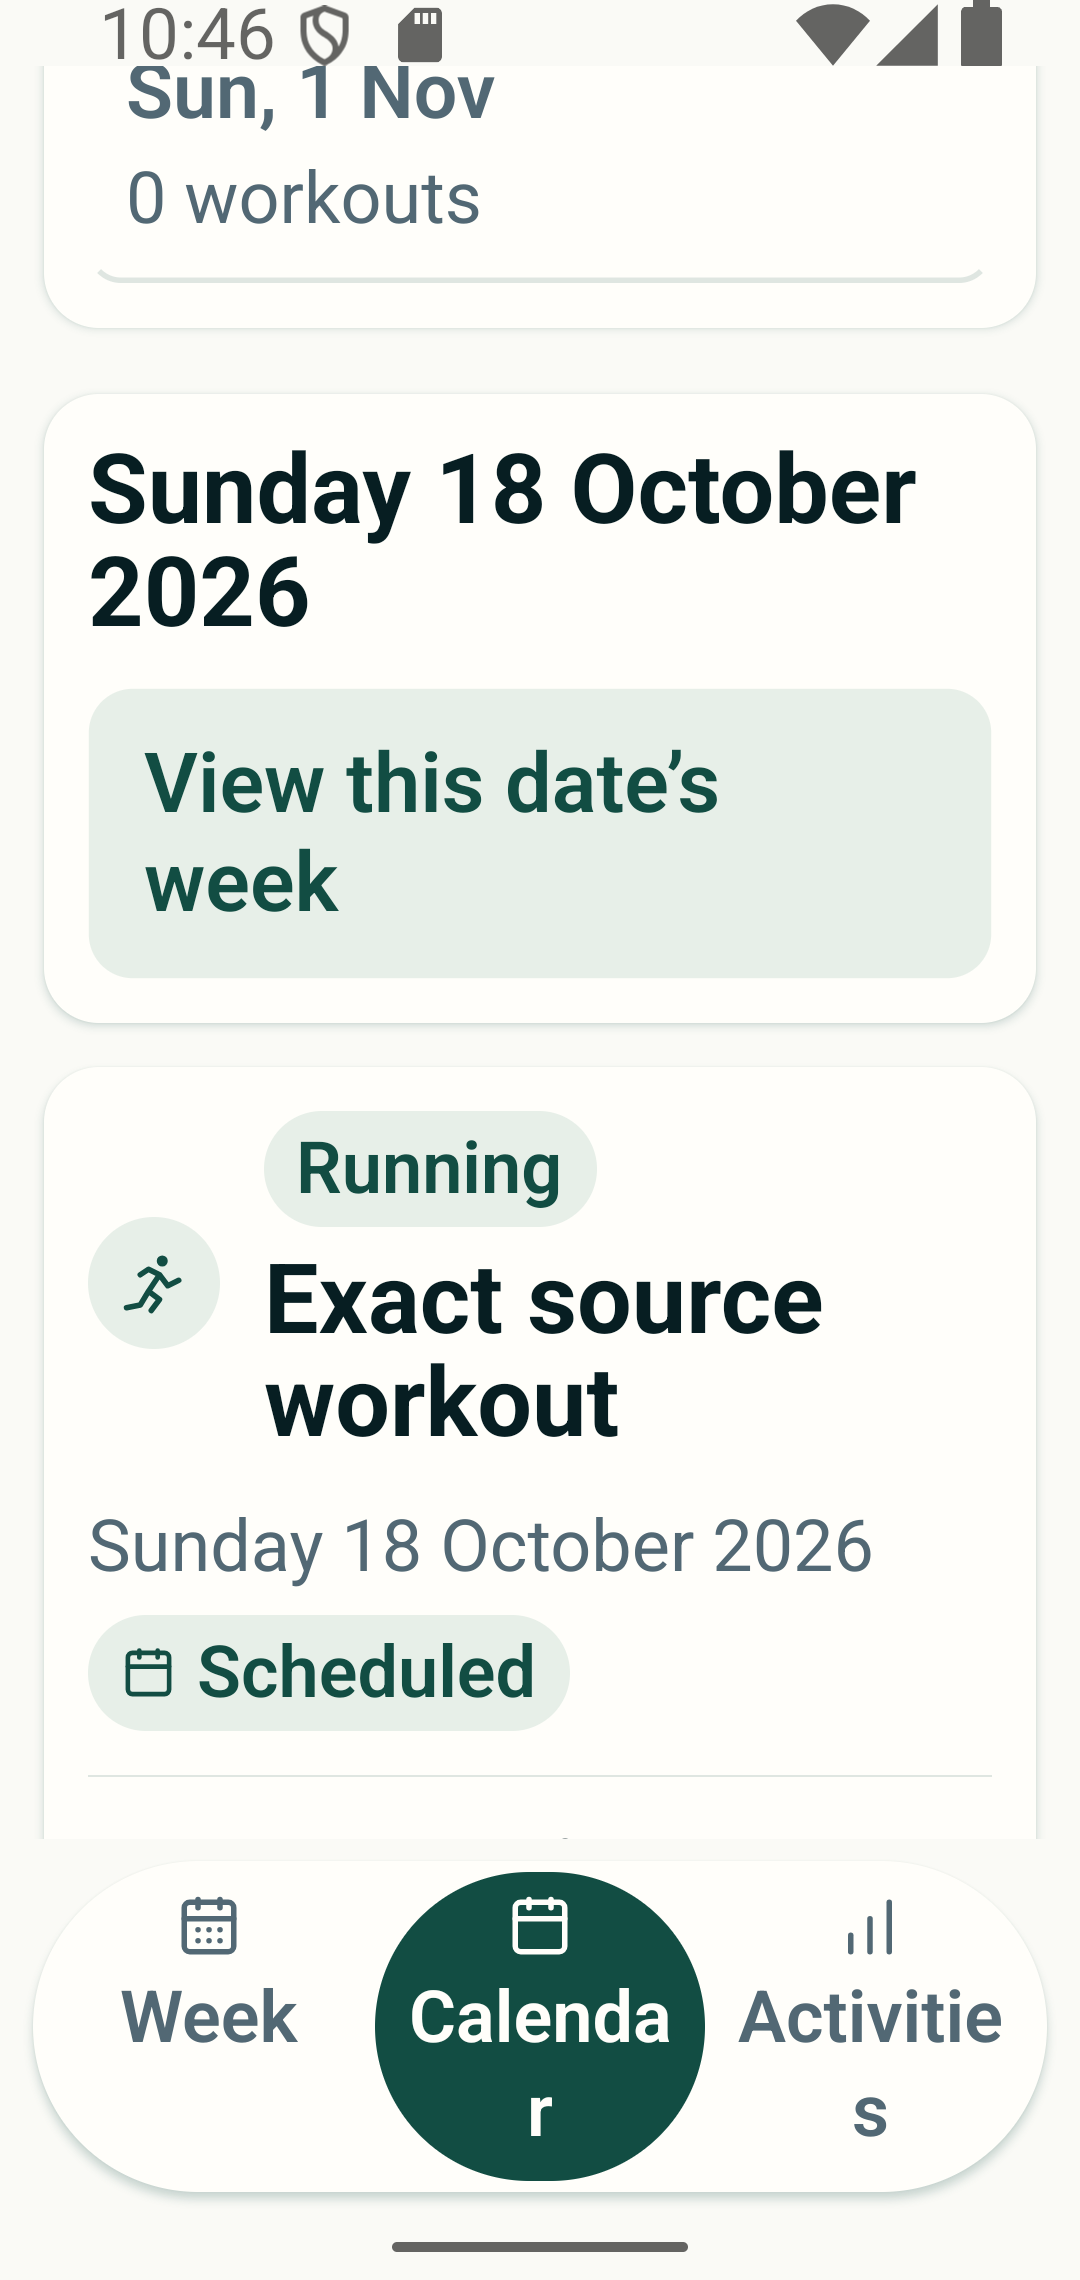 10:46
Sun, 1 Nov
0 workouts
Sunday 18 October
2026
View this date’s
week
Running
Exact source
workout
Sunday 18 October 2026
Scheduled
Week
Calenda
r
Activitie
s